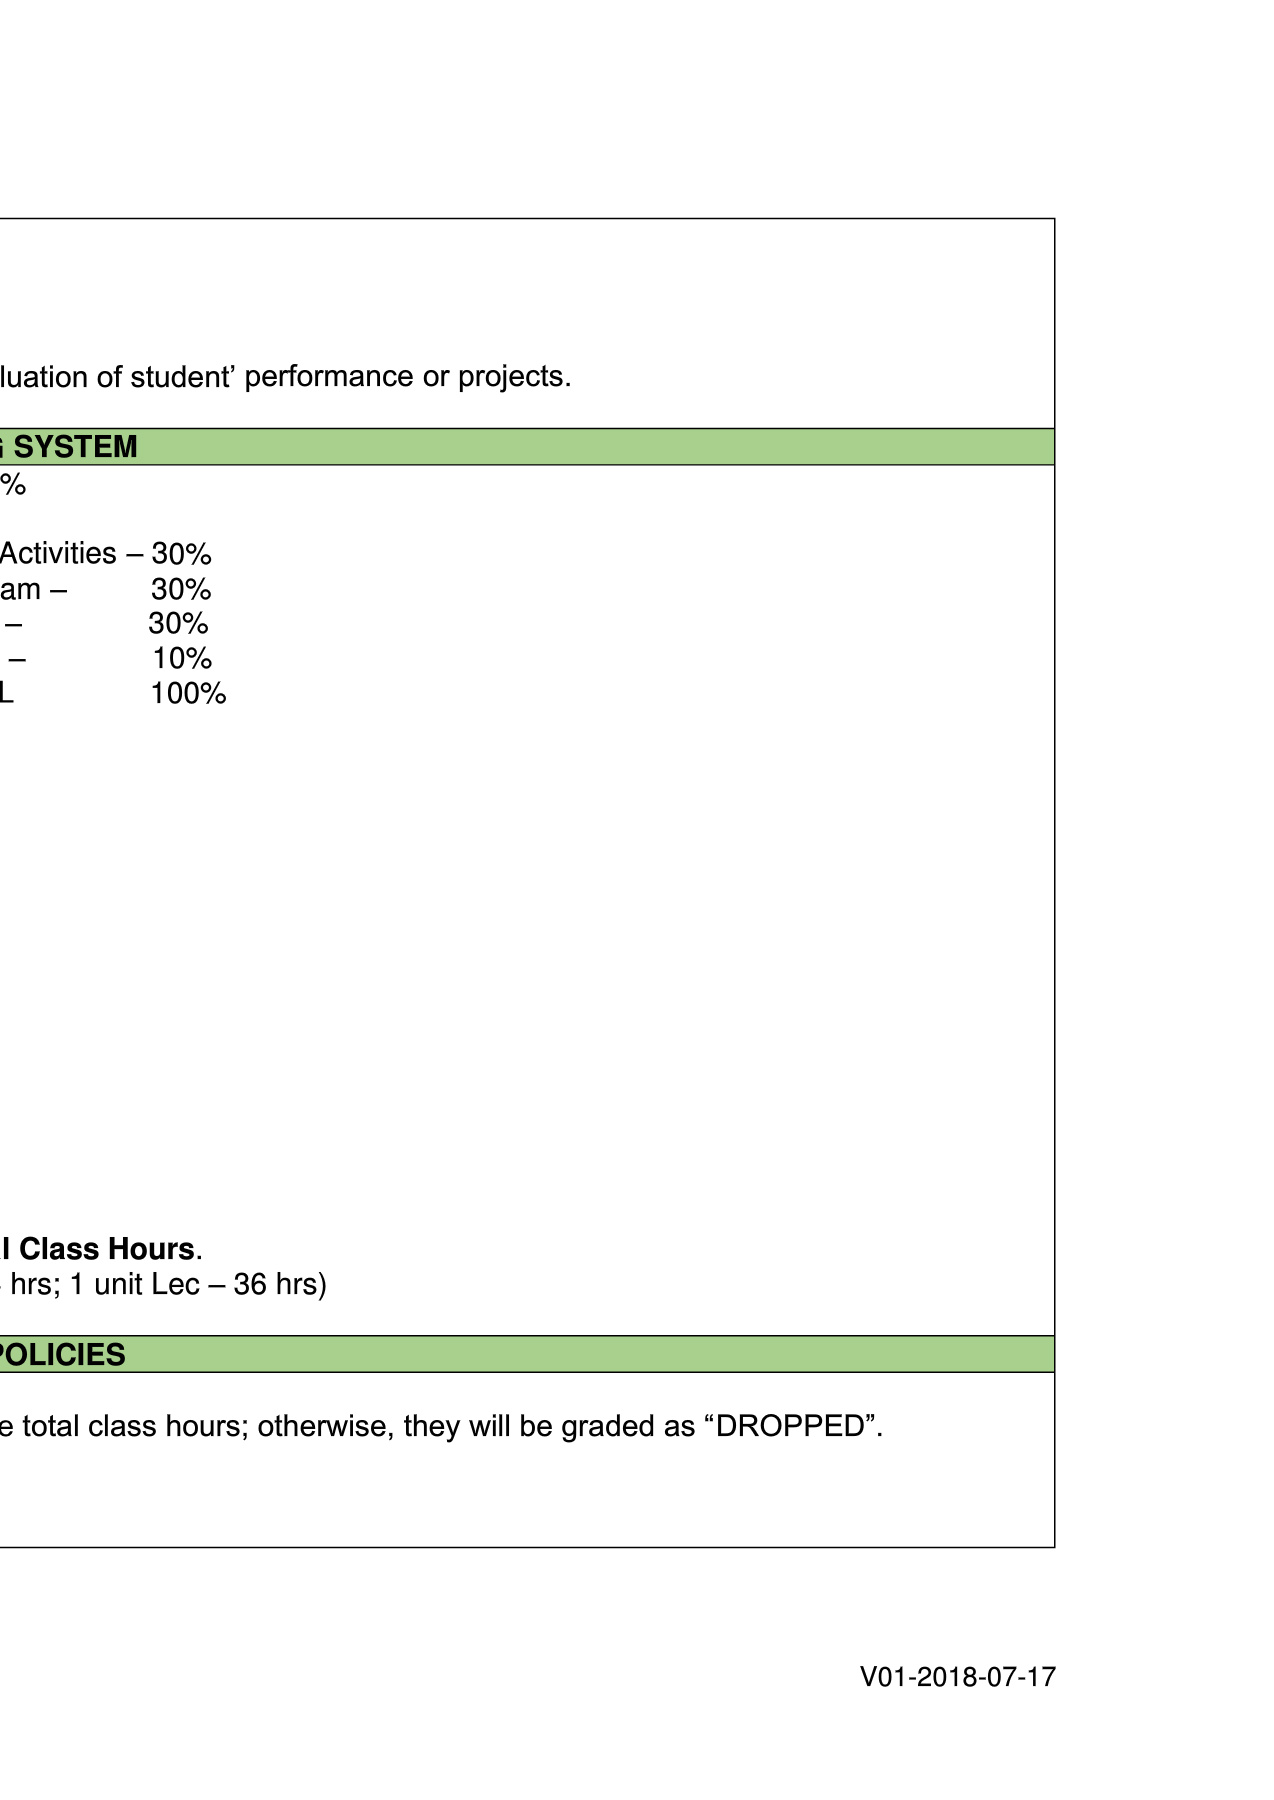 luation of student’ performance or projects.
SYSTEM
%
Activities – 30%
am – 30%
– 30%
– 10%
L 100%
l Class Hours.
hrs; 1 unit Lec – 36 hrs)
POLICIES
e total class hours; otherwise, they will be graded as “DROPPED”.
V01-2018-07-17